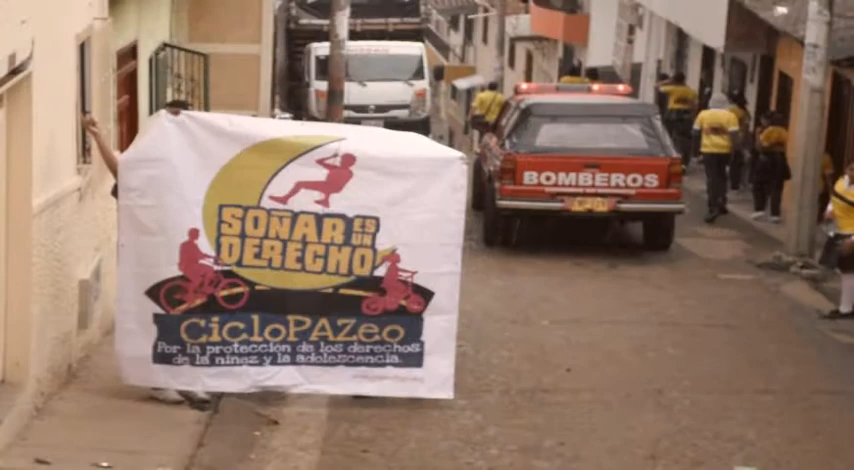 SOÑAR ES UN
DERECHO
CicloPAZeo
Por la protección de los derechos
de la niñez y la adolescencia.
BOMBEROS